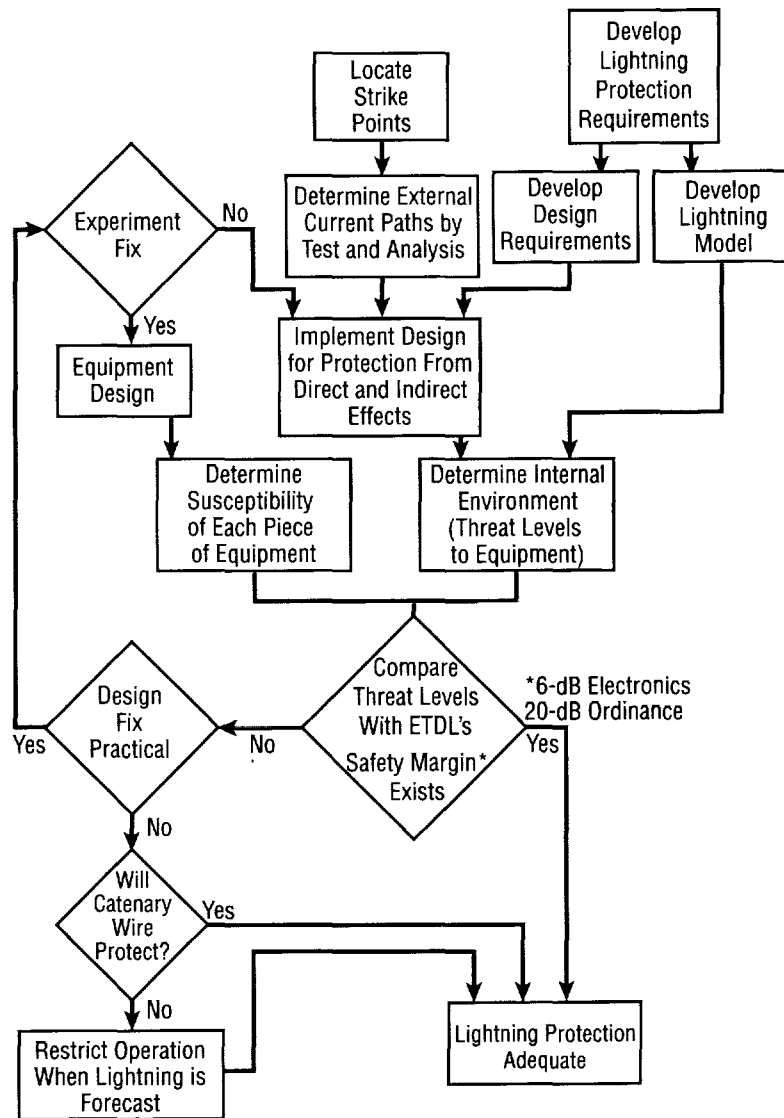 Locate
Strike
Points
Develop
Lightning
Protection
Requirements
Experiment
Fix
No
Yes
Determine External
Current Paths by
Test and Analysis
Develop
Design
Requirements
Develop
Lightning
Model
Equipment
Design
Implement Design
for Protection From
Direct and Indirect
Effects
Determine
Susceptibility
of Each Piece
of Equipment
Determine Internal
Environment
(Threat Levels
to Equipment)
Design
Fix
Practical
Yes
No
No
Compare
Threat Levels
With ETDL's
Safety Margin*
Exists
*6-dB Electronics
20-dB Ordinance
Yes
Will
Catenary
Wire
Protect?
Yes
No
Restrict Operation
When Lightning is
Forecast
Lightning Protection
Adequate